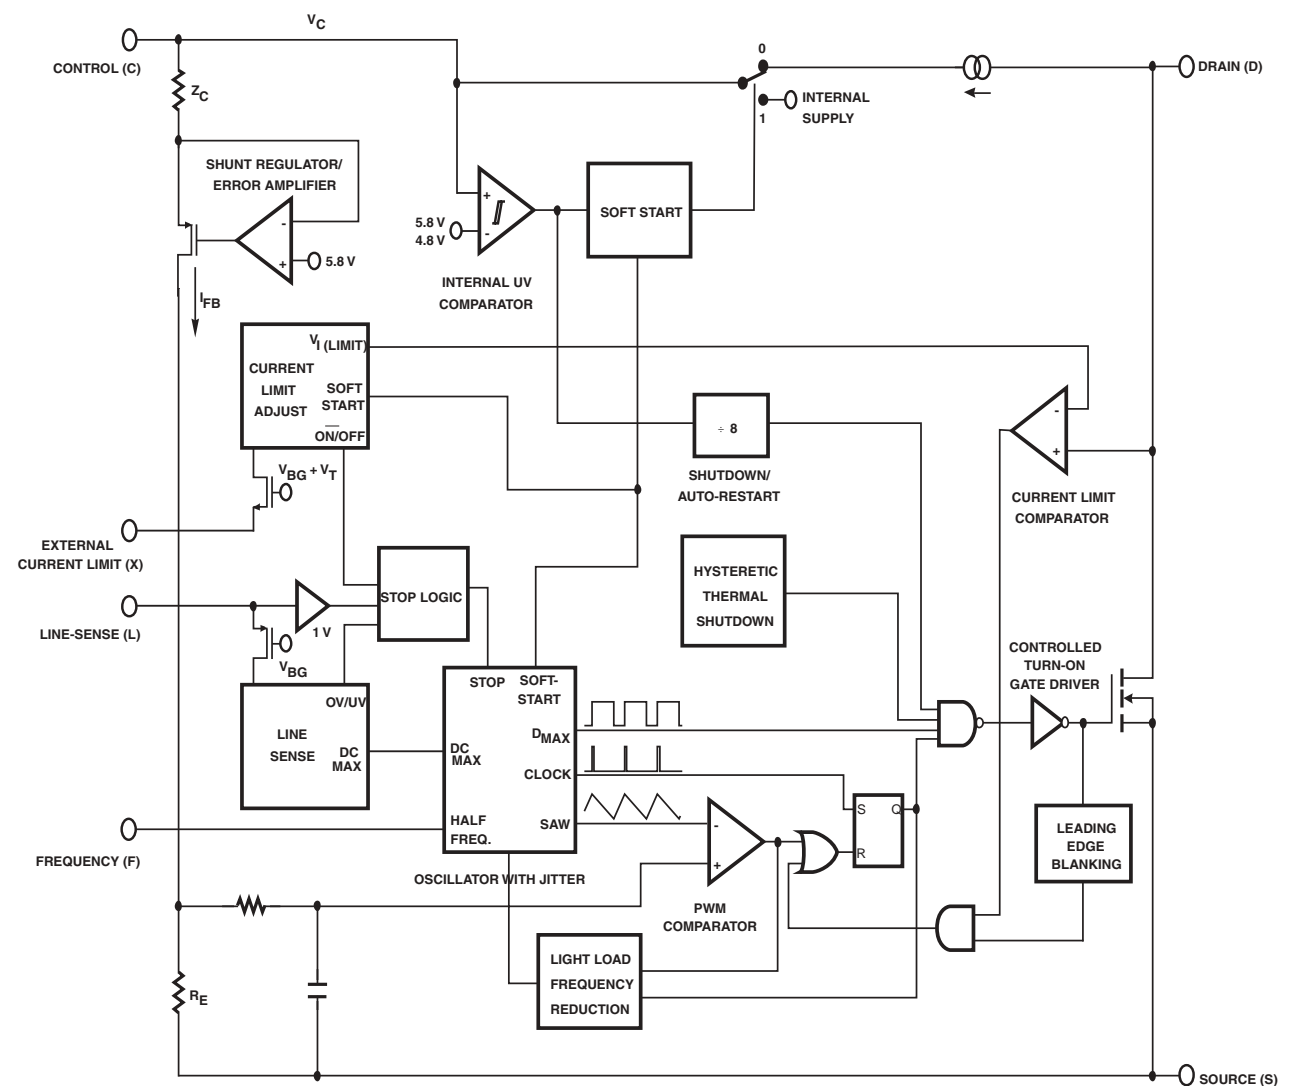 V_C
0
CONTROL (C)
DRAIN (D)
Z_C
INTERNAL
SUPPLY
1
SHUNT REGULATOR/
ERROR AMPLIFIER
-
+
5.8 V
SOFT START
+
-
5.8 V
4.8 V
INTERNAL UV
COMPARATOR
I_FB
V_I (LIMIT)
CURRENT
LIMIT
ADJUST
SOFT
START
O̅N̅/OFF
÷ 8
SHUTDOWN/
AUTO-RESTART
-
+
CURRENT LIMIT
COMPARATOR
V_BG + V_T
EXTERNAL
CURRENT LIMIT (X)
HYSTERETIC
THERMAL
SHUTDOWN
STOP LOGIC
1 V
LINE-SENSE (L)
V_BG
CONTROLLED
TURN-ON
GATE DRIVER
STOP
SOFT-
START
OV/UV
LINE
SENSE
DC
MAX
DC
MAX
D_MAX
CLOCK
HALF
FREQ.
SAW
-
+
S
Q
R
LEADING
EDGE
BLANKING
FREQUENCY (F)
OSCILLATOR WITH JITTER
PWM
COMPARATOR
LIGHT LOAD
FREQUENCY
REDUCTION
R_E
SOURCE (S)